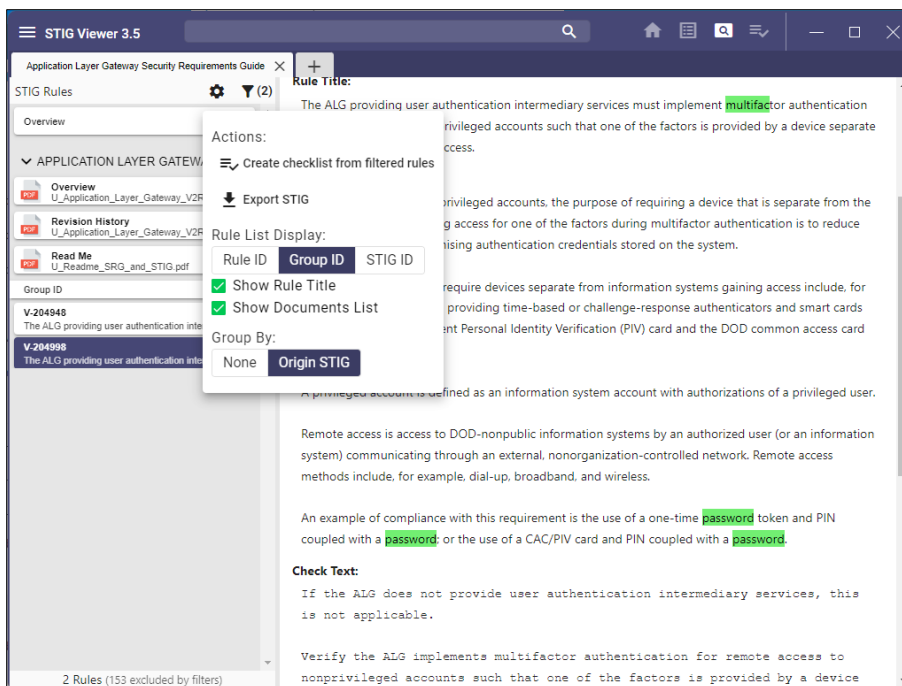 STIG Viewer 3.5
Application Layer Gateway Security Requirements Guide
STIG Rules
(2)
Overview
APPLICATION LAYER GATEW
Overview
U_Application_Layer_Gateway_V2R
Revision History
U_Application_Layer_Gateway_V2R
Read Me
U_Readme_SRG_and_STIG.pdf
Group ID
V-204948
The ALG providing user authentication inte
V-204998
The ALG providing user authentication inte
2 Rules (153 excluded by filters)
Actions:
Create checklist from filtered rules
Export STIG
Rule List Display:
Rule ID Group ID STIG ID
Show Rule Title
Show Documents List
Group By:
None Origin STIG
Rule Title:
The ALG providing user authentication intermediary services must implement multifactor authentication
rivileged accounts such that one of the factors is provided by a device separate
ccess.
privileged accounts, the purpose of requiring a device that is separate from the
g access for one of the factors during multifactor authentication is to reduce
ising authentication credentials stored on the system.
require devices separate from information systems gaining access include, for
providing time-based or challenge-response authenticators and smart cards
nt Personal Identity Verification (PIV) card and the DOD common access card
A privileged account is defined as an information system account with authorizations of a privileged user.
Remote access is access to DOD-nonpublic information systems by an authorized user (or an information
system) communicating through an external, nonorganization-controlled network. Remote access
methods include, for example, dial-up, broadband, and wireless.
An example of compliance with this requirement is the use of a one-time password token and PIN
coupled with a password; or the use of a CAC/PIV card and PIN coupled with a password.
Check Text:
If the ALG does not provide user authentication intermediary services, this
is not applicable.
Verify the ALG implements multifactor authentication for remote access to
nonprivileged accounts such that one of the factors is provided by a device